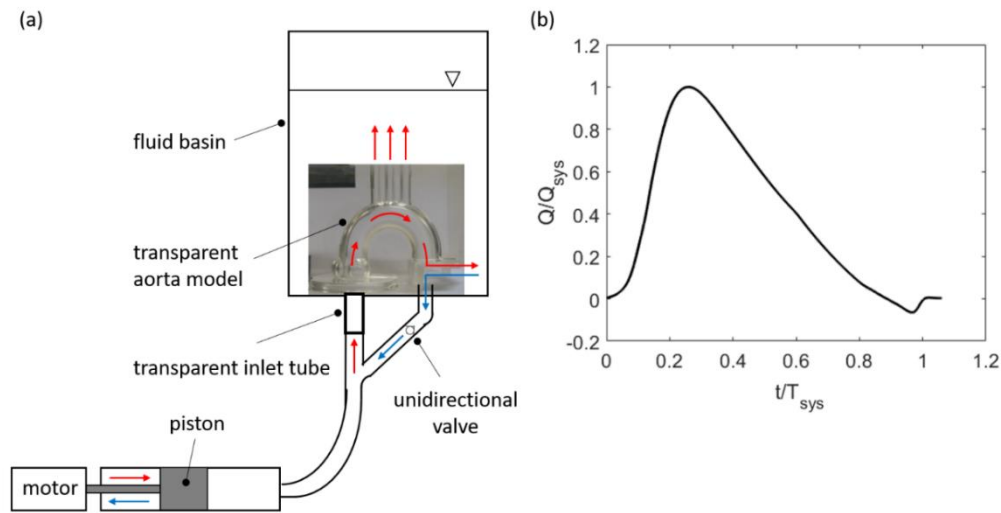 (a)
fluid basin
transparent
aorta model
transparent inlet tube
unidirectional
valve
piston
motor
(b)
1.2
1
0.8
0.6
0.4
0.2
0
-0.2
Q/Qsys
0 0.2 0.4 0.6 0.8 1 1.2
t/Tsys